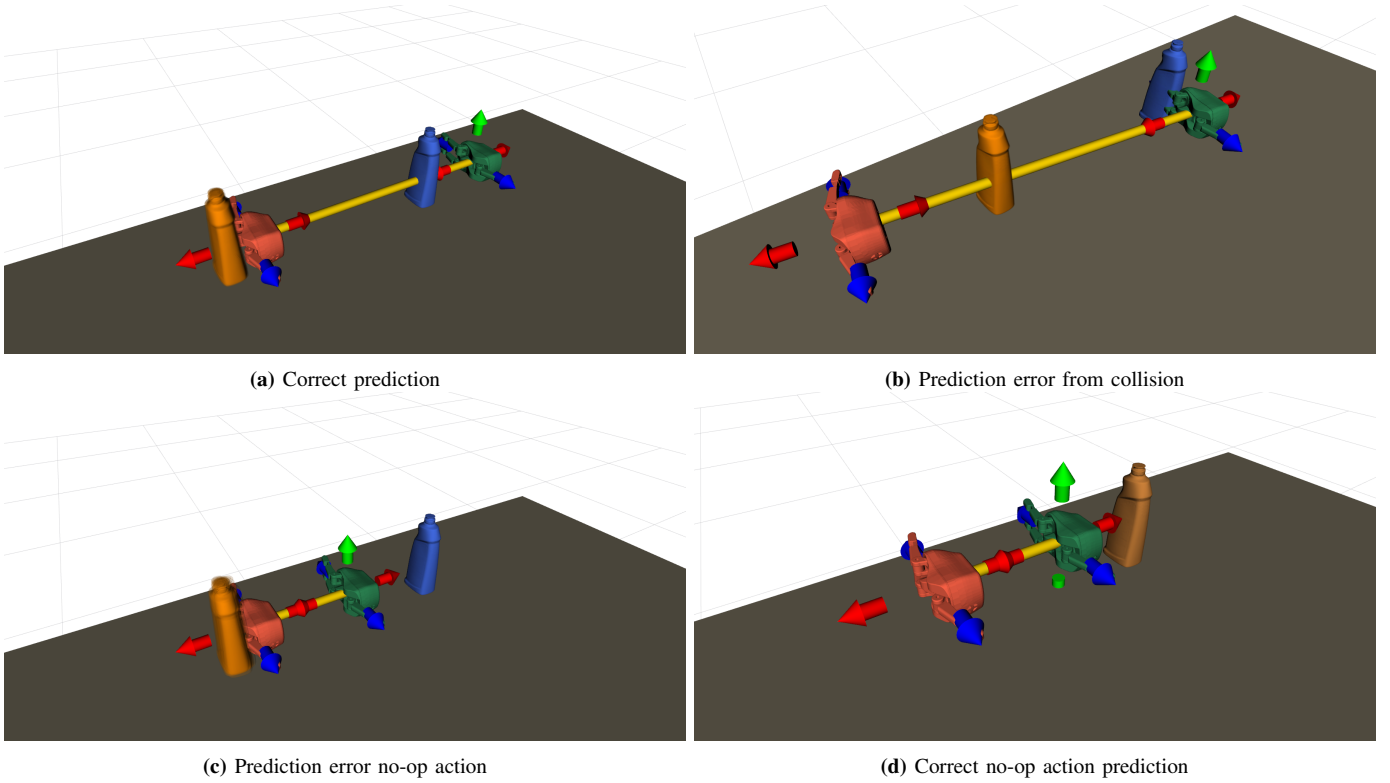 (a) Correct prediction
(b) Prediction error from collision
(c) Prediction error no-op action
(d) Correct no-op action prediction